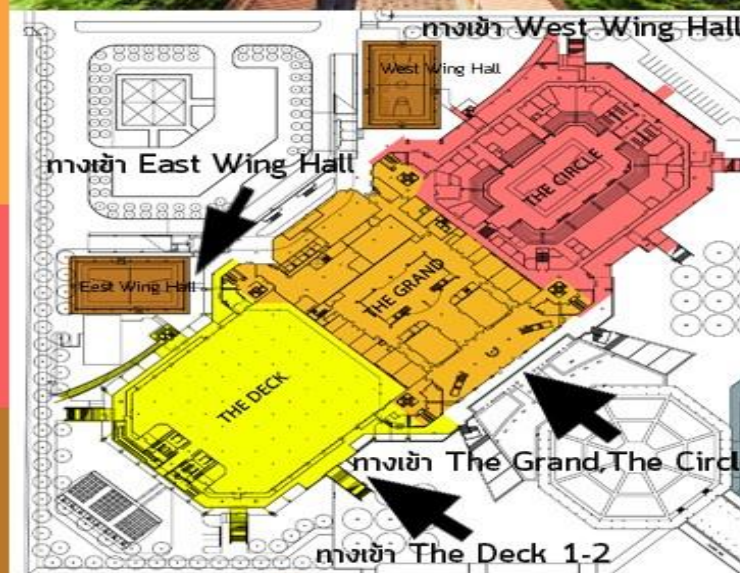 ทางเข้า West Wing Hall
West Wing Hall
ทางเข้า East Wing Hall
THE CIRCLE
East Wing Hall
THE GRAND
THE DECK
ทางเข้า The Grand,The Circl
ทางเข้า The Deck 1-2